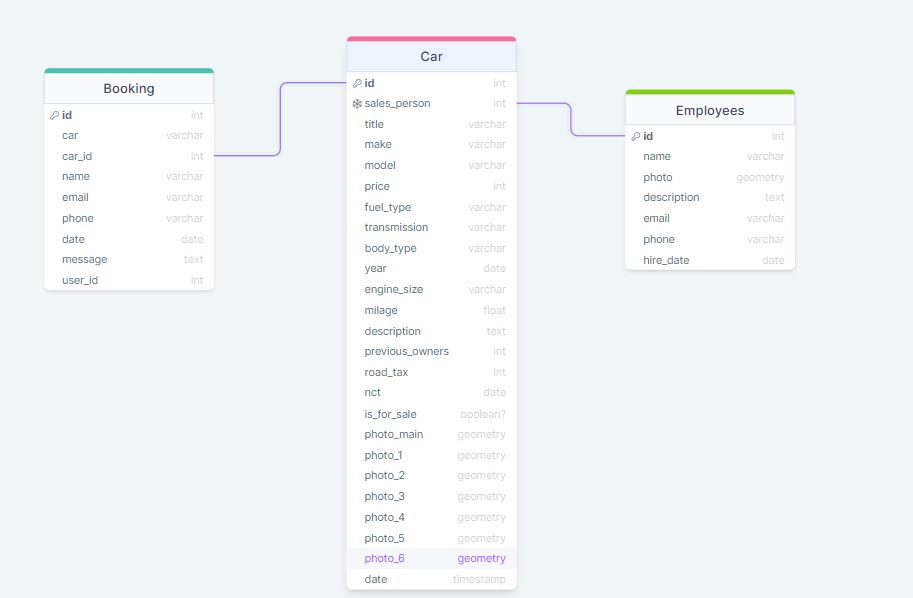 Booking
id int
car varchar
car_id int
name varchar
email varchar
phone varchar
date date
message text
user_id int
Car
id int
sales_person int
title varchar
make varchar
model varchar
price int
fuel_type varchar
transmission varchar
body_type varchar
year date
engine_size varchar
milage float
description text
previous_owners int
road_tax int
nct date
is_for_sale boolean?
photo_main geometry
photo_1 geometry
photo_2 geometry
photo_3 geometry
photo_4 geometry
photo_5 geometry
photo_6 geometry
date timestamp
Employees
id int
name varchar
photo geometry
description text
email varchar
phone varchar
hire_date date